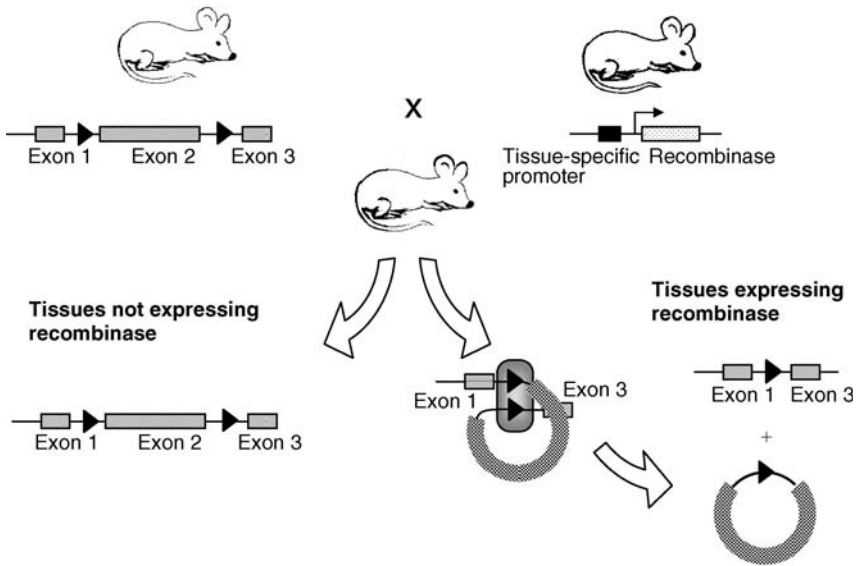 X
Exon 1 Exon 2 Exon 3
Tissue-specific Recombinase
promoter
Tissues not expressing
recombinase
Tissues expressing
recombinase
Exon 1 Exon 2 Exon 3
Exon 1 Exon 3
Exon 1 Exon 3
+